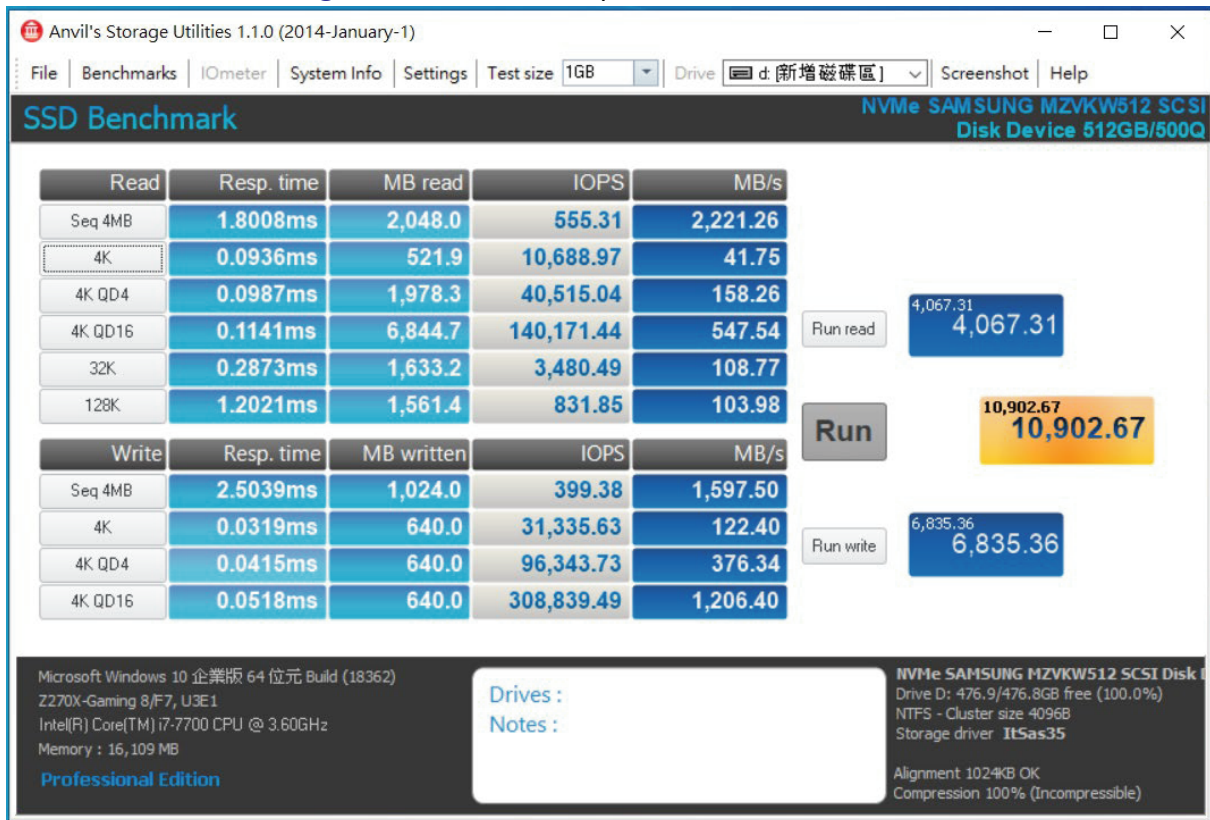 Anvil's Storage Utilities 1.1.0 (2014-January-1)
File Benchmarks IOmeter System Info Settings Test size 1GB Drive d: [新增磁碟區] Screenshot Help
SSD Benchmark
NVMe SAMSUNG MZVKW512 SCSI
Disk Device 512GB/500Q
Read Resp. time MB read IOPS MB/s
Seq 4MB 1.8008ms 2,048.0 555.31 2,221.26
4K 0.0936ms 521.9 10,688.97 41.75
4K QD4 0.0987ms 1,978.3 40,515.04 158.26
4K QD16 0.1141ms 6,844.7 140,171.44 547.54
32K 0.2873ms 1,633.2 3,480.49 108.77
128K 1.2021ms 1,561.4 831.85 103.98
Run read
4,067.31
4,067.31
Run
10,902.67
10,902.67
Write Resp. time MB written IOPS MB/s
Seq 4MB 2.5039ms 1,024.0 399.38 1,597.50
4K 0.0319ms 640.0 31,335.63 122.40
4K QD4 0.0415ms 640.0 96,343.73 376.34
4K QD16 0.0518ms 640.0 308,839.49 1,206.40
Run write
6,835.36
6,835.36
Microsoft Windows 10 企業版 64 位元 Build (18362)
Z270X-Gaming 8/F7, U3E1
Intel(R) Core(TM) i7-7700 CPU @ 3.60GHz
Memory : 16,109 MB
Professional Edition
Drives :
Notes :
NVMe SAMSUNG MZVKW512 SCSI Disk
Drive D: 476.9/476.8GB free (100.0%)
NTFS - Cluster size 4096B
Storage driver ItSas35
Alignment 1024KB OK
Compression 100% (Incompressible)